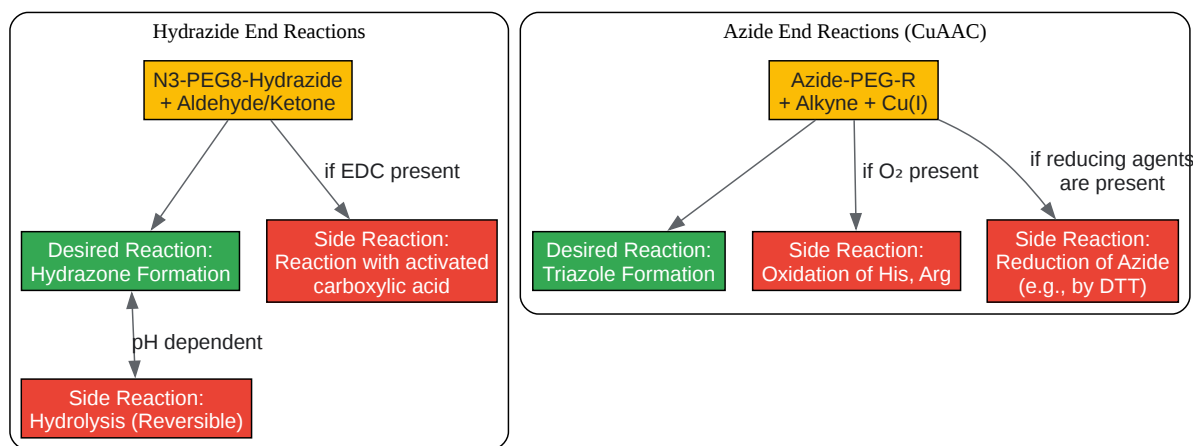 Hydrazide End Reactions
N3-PEG8-Hydrazide
+ Aldehyde/Ketone
if EDC present
Desired Reaction:
Hydrazone Formation
Side Reaction:
Reaction with activated
carboxylic acid
pH dependent
Side Reaction:
Hydrolysis (Reversible)
Azide End Reactions (CuAAC)
Azide-PEG-R
+ Alkyne + Cu(I)
if O₂ present
if reducing agents
are present
Desired Reaction:
Triazole Formation
Side Reaction:
Oxidation of His, Arg
Side Reaction:
Reduction of Azide
(e.g., by DTT)